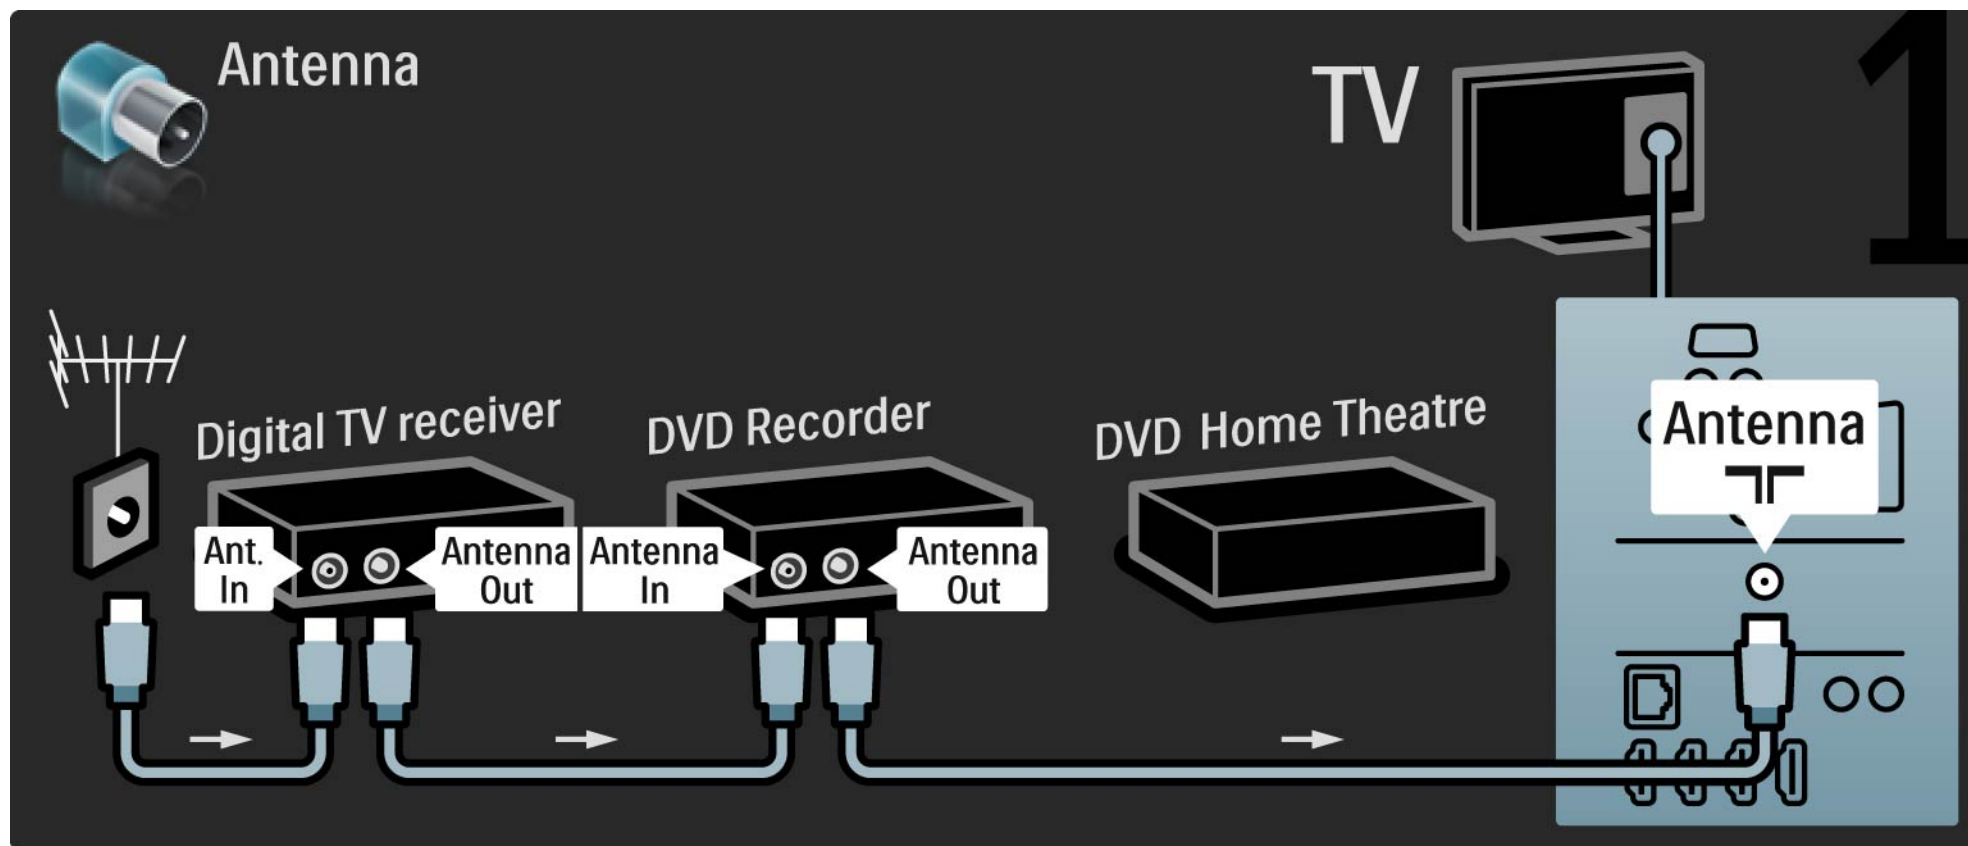 Antenna
TV
1
Digital TV receiver
DVD Recorder
DVD Home Theatre
Antenna
Ant.
In
Antenna
Out
Antenna
In
Antenna
Out